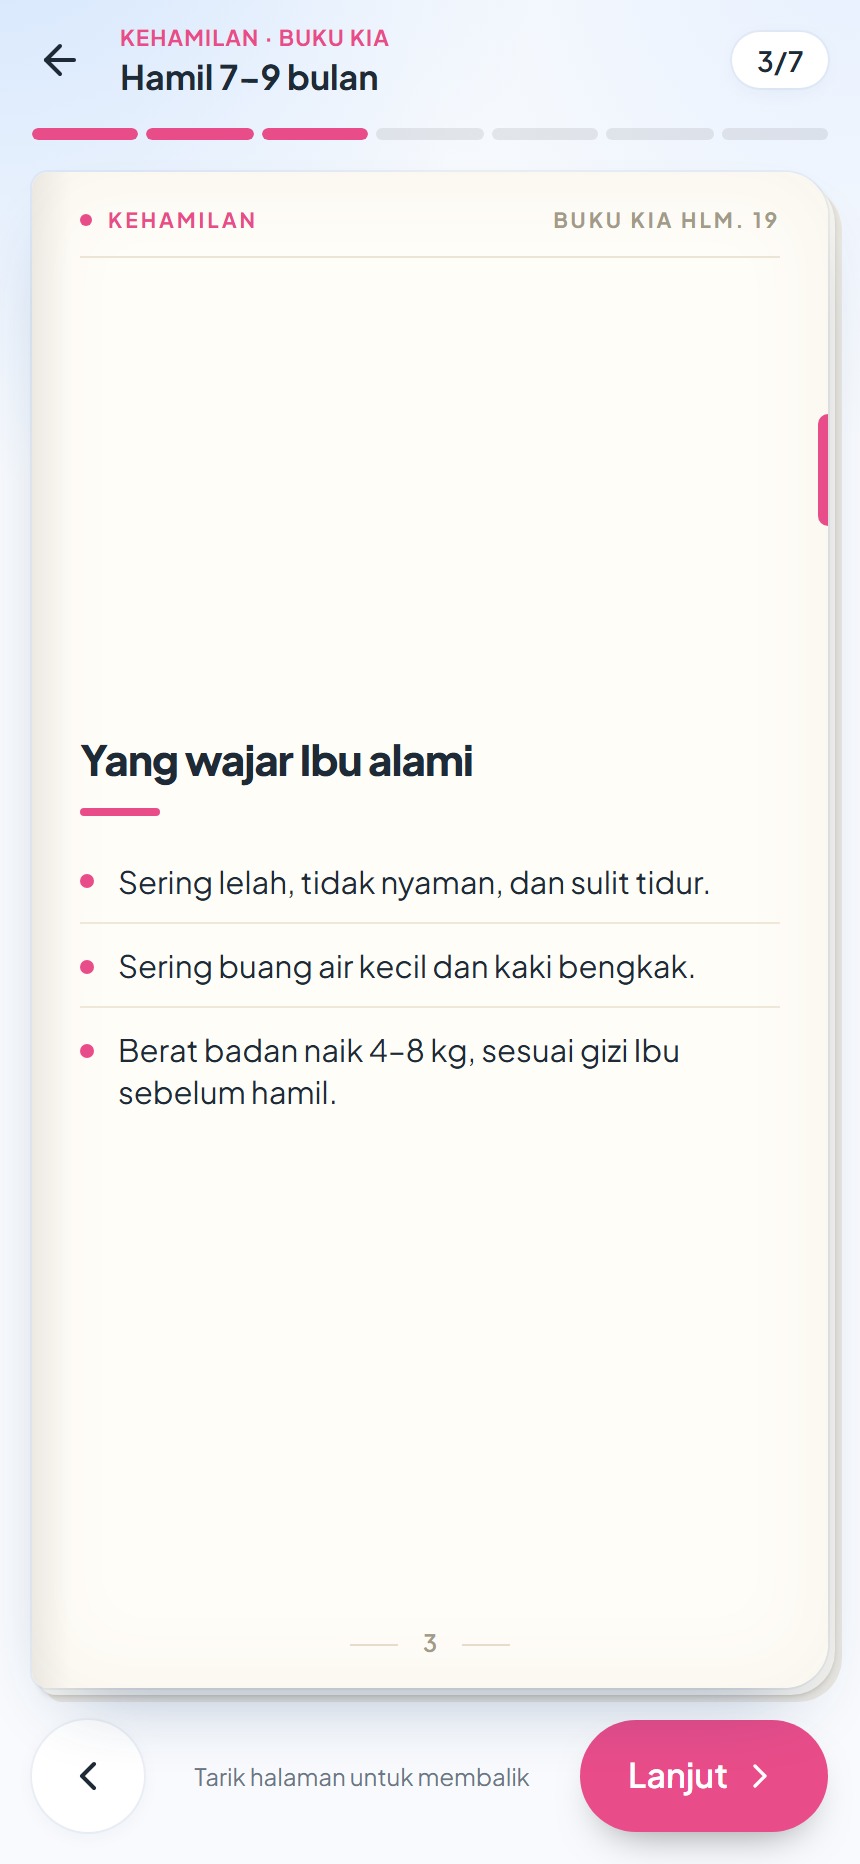 KEHAMILAN · BUKU KIA
Hamil 7–9 bulan
3/7
KEHAMILAN
BUKU KIA HLM. 19
Yang wajar Ibu alami
Sering lelah, tidak nyaman, dan sulit tidur.
Sering buang air kecil dan kaki bengkak.
Berat badan naik 4–8 kg, sesuai gizi Ibu
sebelum hamil.
3
Tarik halaman untuk membalik
Lanjut